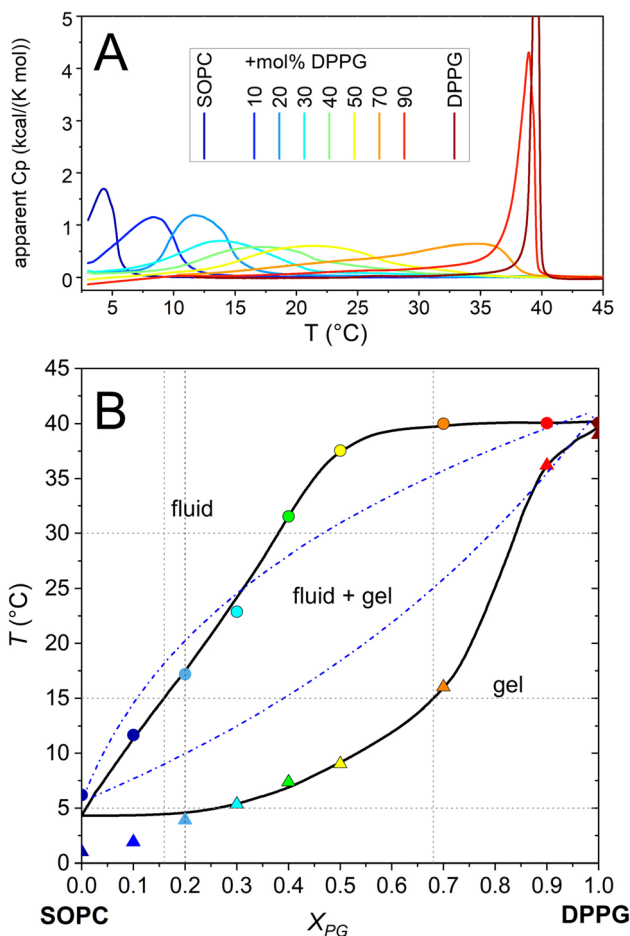 A
apparent Cp (kcal/(K mol))
5
4
3
2
1
0
+mol% DPPG
SOPC
10
20
30
40
50
70
90
DPPG
5 10 15 20 25 30 35 40 45
T (°C)
B
T (°C)
45
40
35
30
25
20
15
10
5
0
fluid
fluid + gel
gel
0.0 0.1 0.2 0.3 0.4 0.5 0.6 0.7 0.8 0.9 1.0
SOPC X_PG DPPG